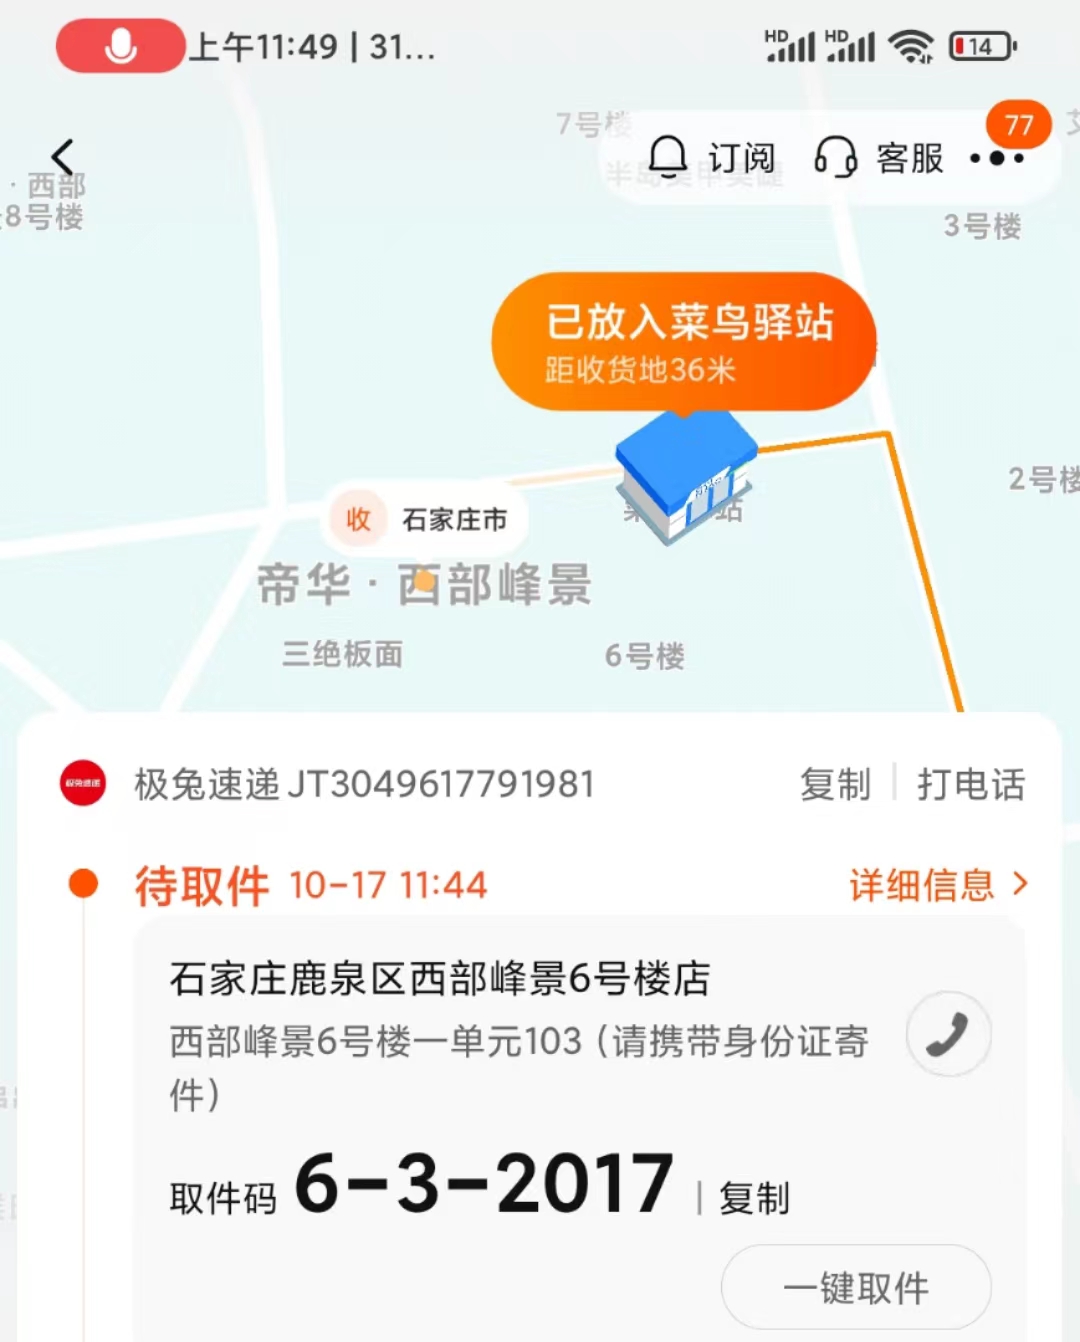 上午11:49 | 31...
HD HD 14
77
7号楼
订阅 客服
· 西部
8号楼
3号楼
已放入菜鸟驿站
距收货地36米
2号楼
收 石家庄市
帝华·西部峰景
三绝板面
6号楼
极兔速递
极兔速递 JT3049617791981
复制 打电话
待取件 10-17 11:44
详细信息 >
石家庄鹿泉区西部峰景6号楼店
西部峰景6号楼一单元103（请携带身份证寄
件）
取件码 6-3-2017 | 复制
一键取件